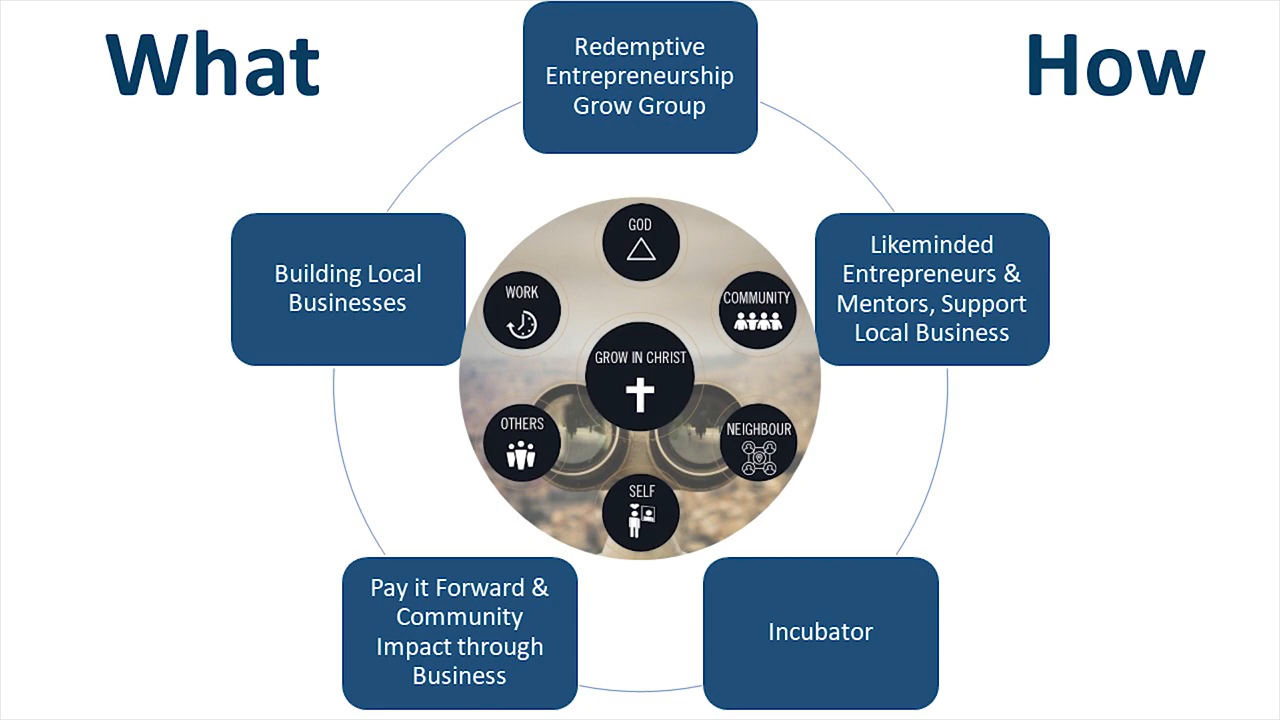 What
How
Redemptive
Entrepreneurship
Grow Group
Building Local
Businesses
Likeminded
Entrepreneurs &
Mentors, Support
Local Business
GOD
WORK
COMMUNITY
GROW IN CHRIST
OTHERS
NEIGHBOUR
SELF
Pay it Forward &
Community
Impact through
Business
Incubator